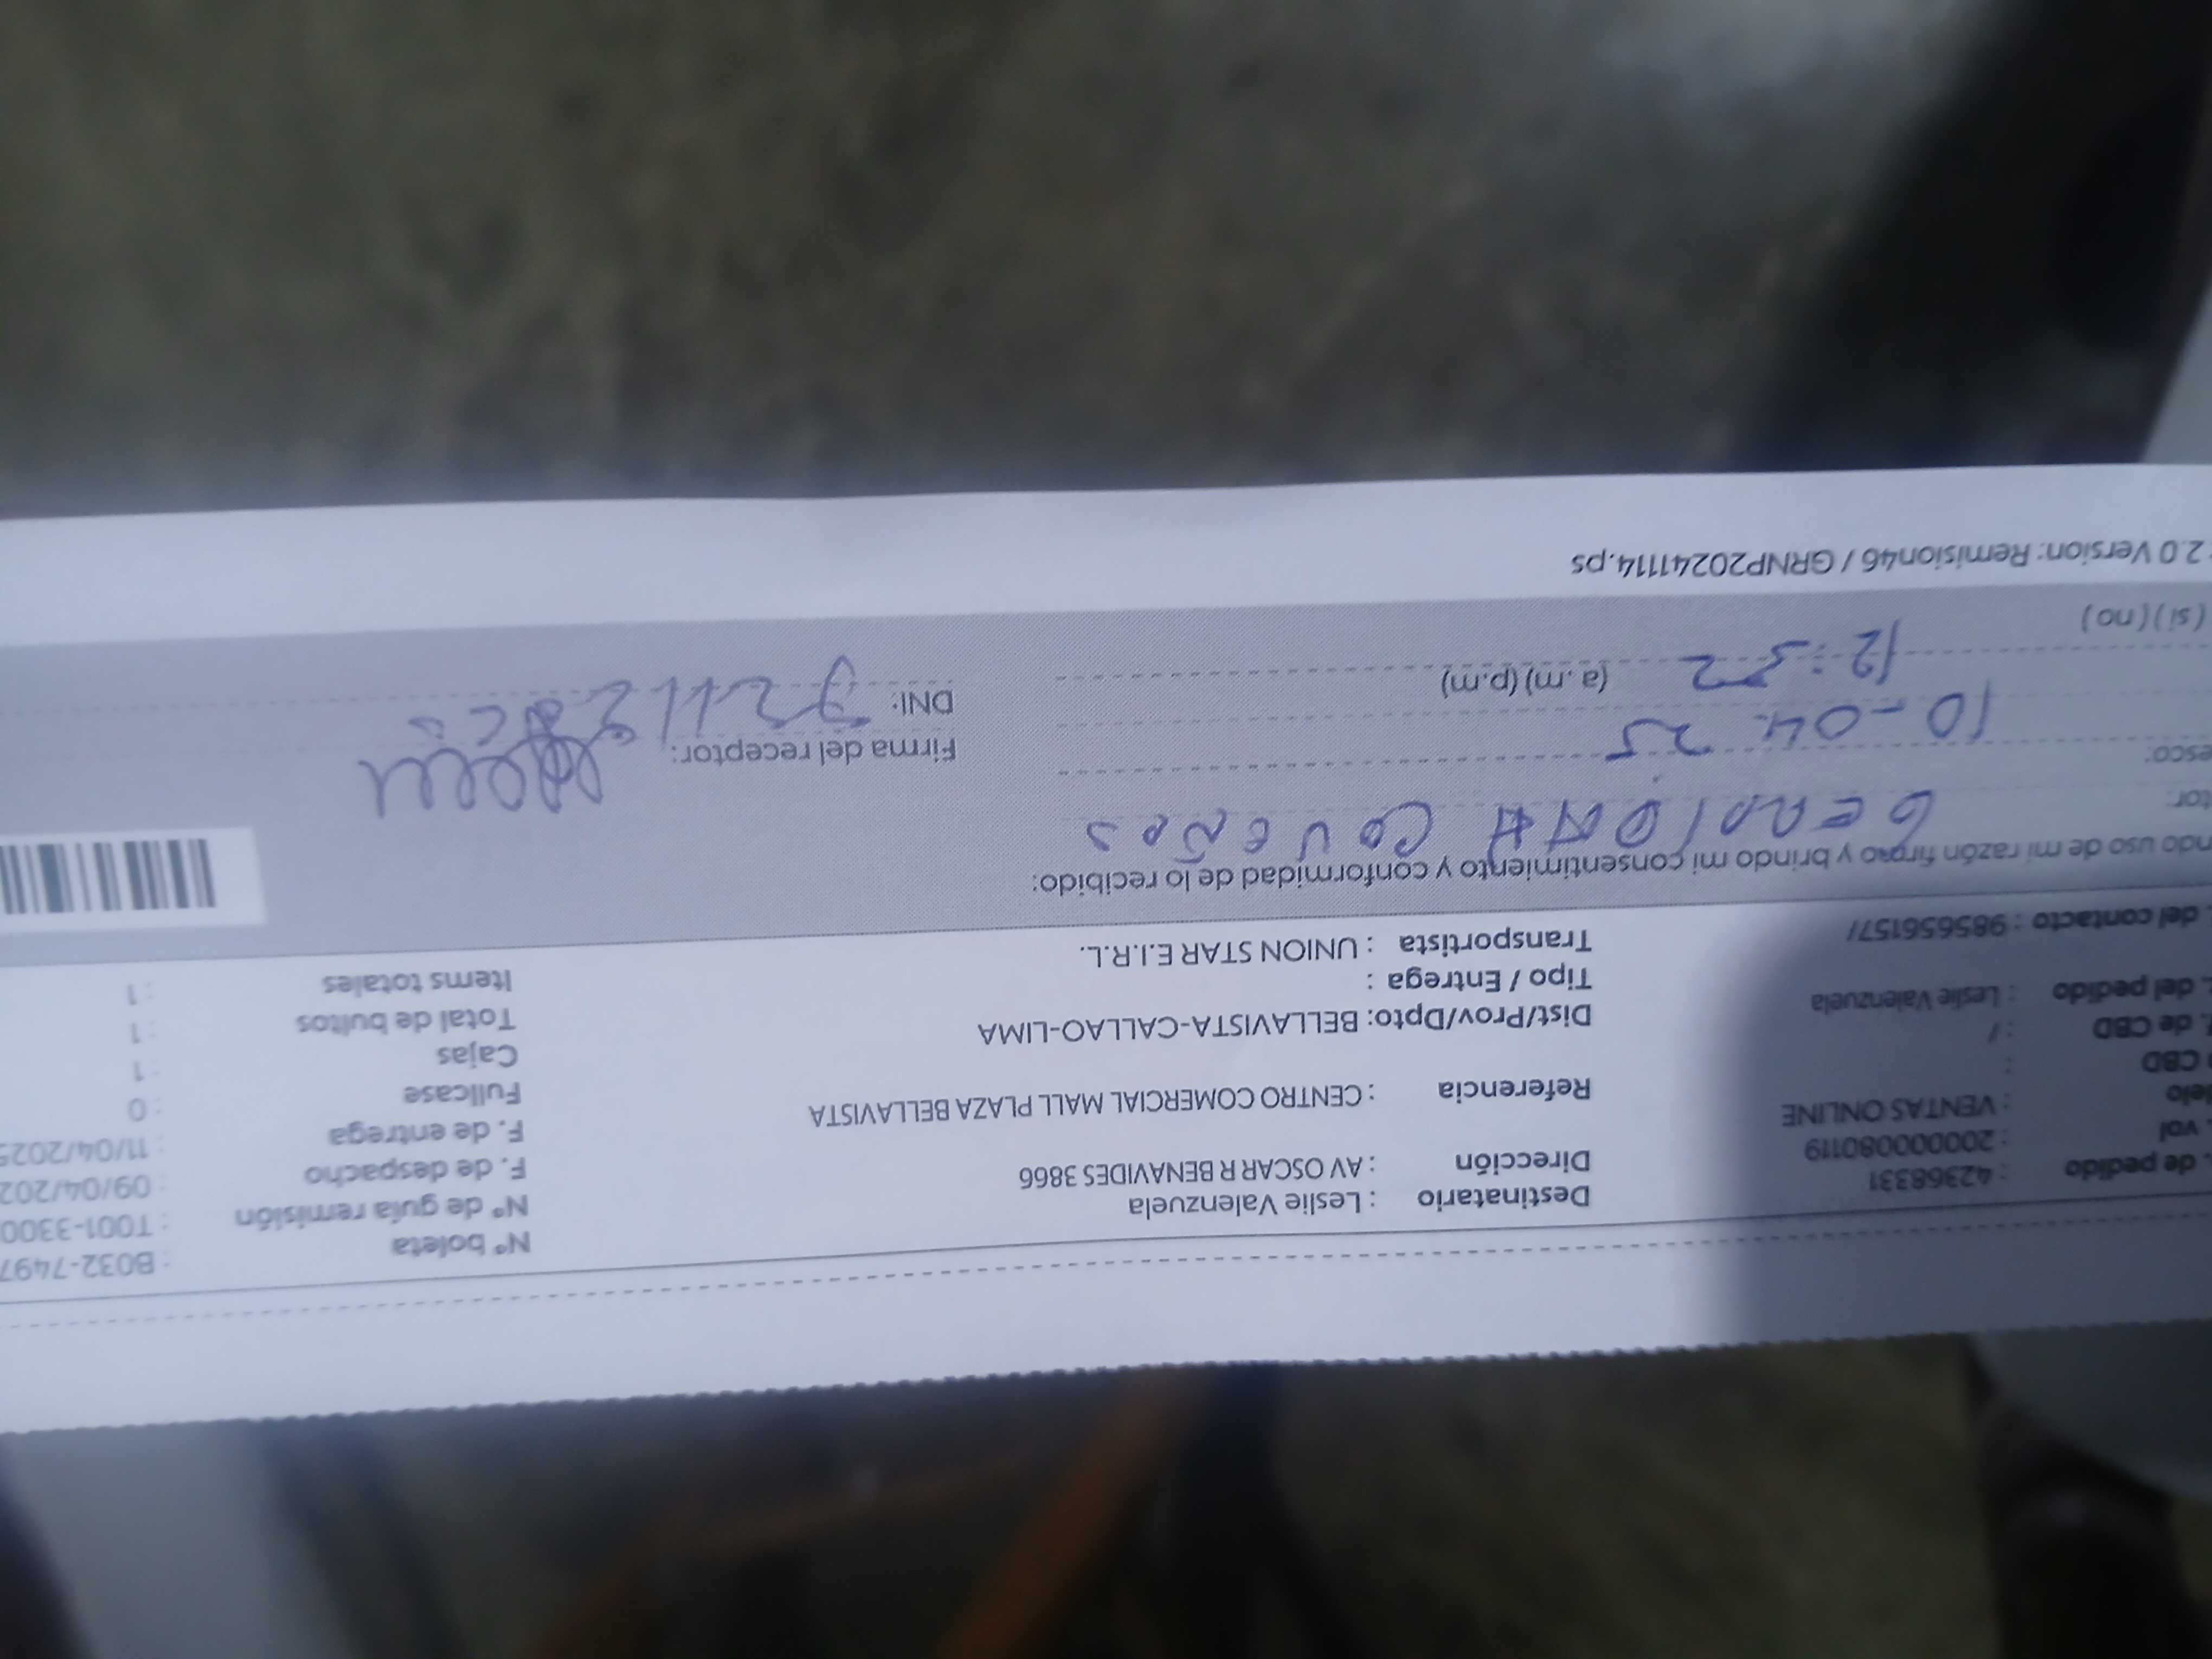 de pedido : 42368331
vol : 20000080119
: VENTAS ONLINE
CBD :
de CBD : /
del pedido : Leslie Valenzuela
del contacto : 985656157/
Destinatario : Leslie Valenzuela
Dirección : AV OSCAR R BENAVIDES 3866
Referencia : CENTRO COMERCIAL MALL PLAZA BELLAVISTA
Dist/Prov/Dpto: BELLAVISTA-CALLAO-LIMA
Tipo / Entrega :
Transportista : UNION STAR E.I.R.L.
N° boleta : B032-7497
N° de guía remisión : T001-3300
F. de despacho : 09/04/202
F. de entrega : 11/04/202
Fullcase : 0
Cajas : 1
Total de bultos : 1
Items totales : 1
ndo uso de mi razón firmo y brindo mi consentimiento y conformidad de lo recibido:
tor:
esco:
10-04 25
12:52 (a.m) (p.m)
(si) (no)
Firma del receptor:
DNI:
2.0 Version: Remision46 / GRNP20241114.ps